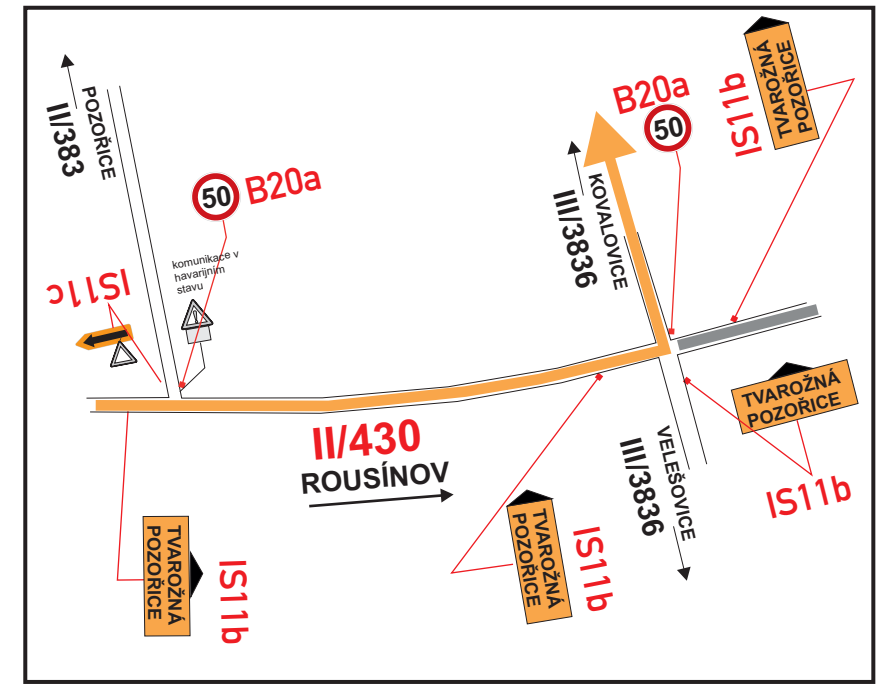 POZOŘICE
II/383
50
B20a
komunikace v
havarijním
stavu
IS11c
B20a
50
KOVALOVICE
III/3836
IS11b
TVAROŽNÁ
POZOŘICE
TVAROŽNÁ
POZOŘICE
IS11b
II/430
ROUSÍNOV
VELEŠOVICE
III/3836
TVAROŽNÁ
POZOŘICE
IS11b
TVAROŽNÁ
POZOŘICE
IS11b